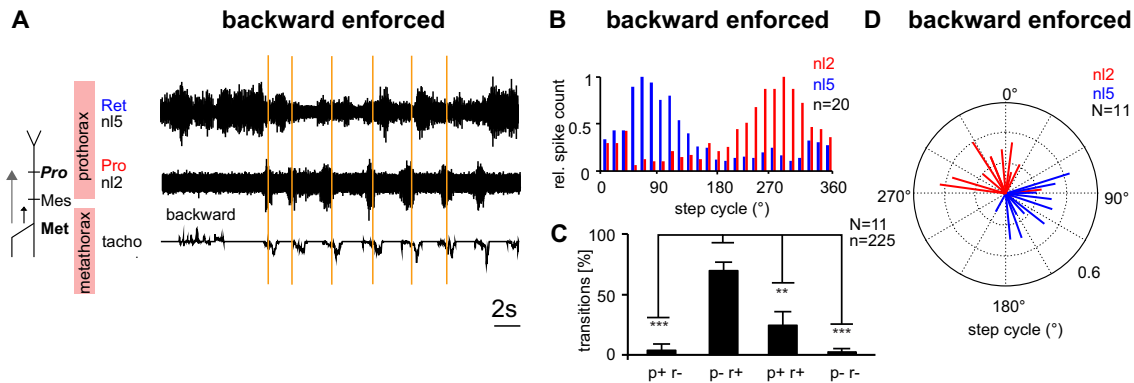 A
backward enforced
Ret
nl5
Pro
nl2
prothorax
metathorax
Pro
Mes
Met
backward
tacho
2s
B
backward enforced
nl2
nl5
n=20
rel. spike count
1
0.5
0
0
90
180
270
360
step cycle (°)
C
N=11
n=225
transitions [%]
100
50
0
***
**
***
p+ r-
p- r+
p+ r+
p- r-
D
backward enforced
nl2
nl5
N=11
0°
90°
180°
270°
0.6
step cycle (°)